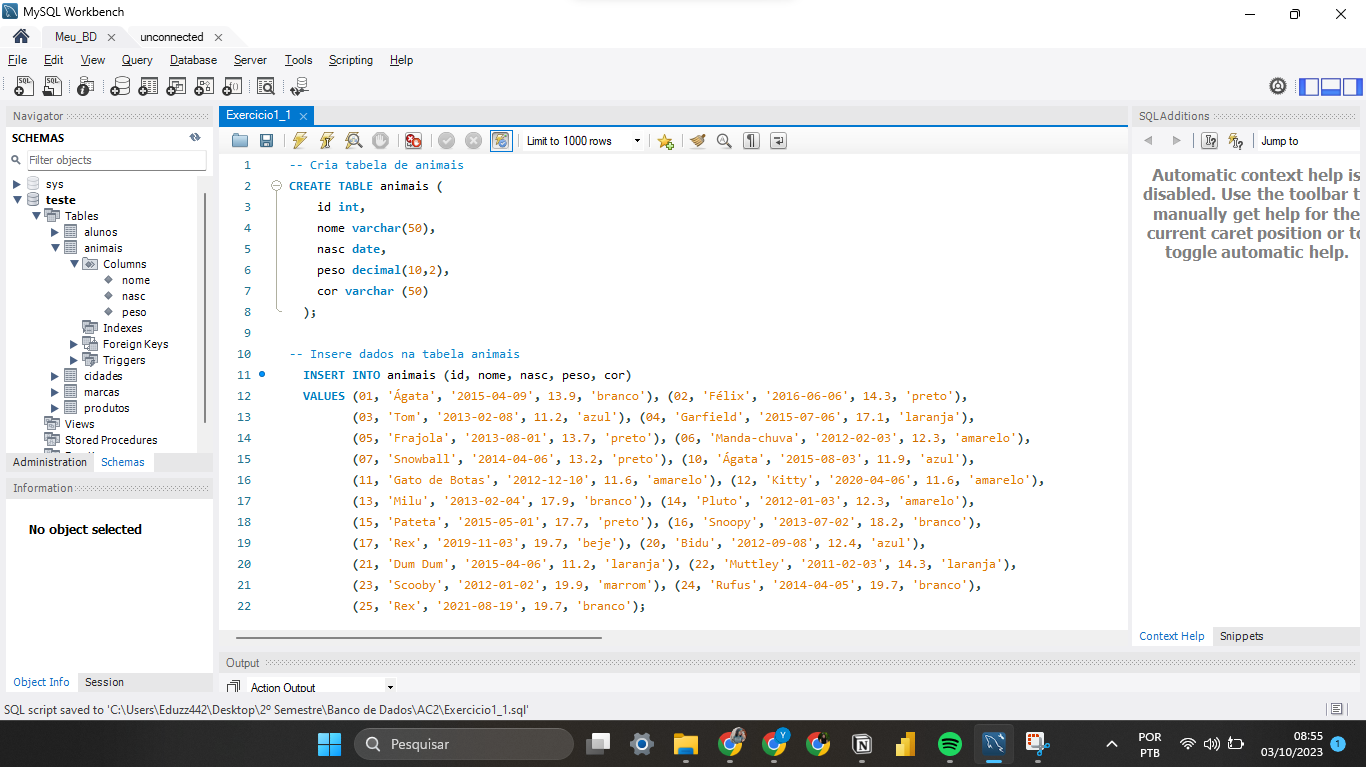 MySQL Workbench
Meu_BD
unconnected
File Edit View Query Database Server Tools Scripting Help
Navigator
SCHEMAS
Filter objects
sys
teste
Tables
alunos
animais
Columns
nome
nasc
peso
Indexes
Foreign Keys
Triggers
cidades
marcas
produtos
Views
Stored Procedures
Administration Schemas
Information
No object selected
Object Info Session
Exercicio1_1
Limit to 1000 rows
1 -- Cria tabela de animais
2 CREATE TABLE animais (
3 id int,
4 nome varchar(50),
5 nasc date,
6 peso decimal(10,2),
7 cor varchar (50)
8 );
9
10 -- Insere dados na tabela animais
11 INSERT INTO animais (id, nome, nasc, peso, cor)
12 VALUES (01, 'Ágata', '2015-04-09', 13.9, 'branco'), (02, 'Félix', '2016-06-06', 14.3, 'preto'),
13 (03, 'Tom', '2013-02-08', 11.2, 'azul'), (04, 'Garfield', '2015-07-06', 17.1, 'laranja'),
14 (05, 'Frajola', '2013-08-01', 13.7, 'preto'), (06, 'Manda-chuva', '2012-02-03', 12.3, 'amarelo'),
15 (07, 'Snowball', '2014-04-06', 13.2, 'preto'), (10, 'Ágata', '2015-08-03', 11.9, 'azul'),
16 (11, 'Gato de Botas', '2012-12-10', 11.6, 'amarelo'), (12, 'Kitty', '2020-04-06', 11.6, 'amarelo'),
17 (13, 'Milu', '2013-02-04', 17.9, 'branco'), (14, 'Pluto', '2012-01-03', 12.3, 'amarelo'),
18 (15, 'Pateta', '2015-05-01', 17.7, 'preto'), (16, 'Snoopy', '2013-07-02', 18.2, 'branco'),
19 (17, 'Rex', '2019-11-03', 19.7, 'beje'), (20, 'Bidu', '2012-09-08', 12.4, 'azul'),
20 (21, 'Dum Dum', '2015-04-06', 11.2, 'laranja'), (22, 'Muttley', '2011-02-03', 14.3, 'laranja'),
21 (23, 'Scooby', '2012-01-02', 19.9, 'marrom'), (24, 'Rufus', '2014-04-05', 19.7, 'branco'),
22 (25, 'Rex', '2021-08-19', 19.7, 'branco');
Output
Action Output
SQLAdditions
Jump to
Automatic context help is
disabled. Use the toolbar t
manually get help for the
current caret position or to
toggle automatic help.
Context Help Snippets
SQL script saved to 'C:\Users\Eduzz442\Desktop\2º Semestre\Banco de Dados\AC2\Exercicio1_1.sql'
Pesquisar
POR
PTB
08:55
03/10/2023
1